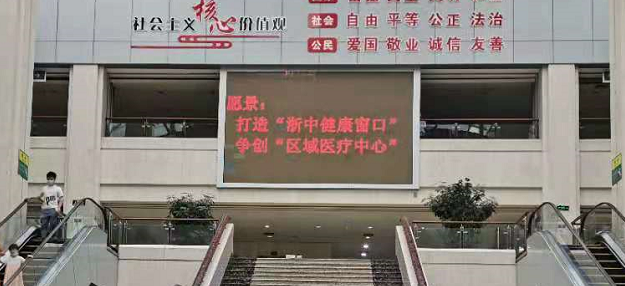 社会主义核心价值观
社会 自由 平等 公正 法治
公民 爱国 敬业 诚信 友善
愿景：
打造“浙中健康窗口”
争创“区域医疗中心”